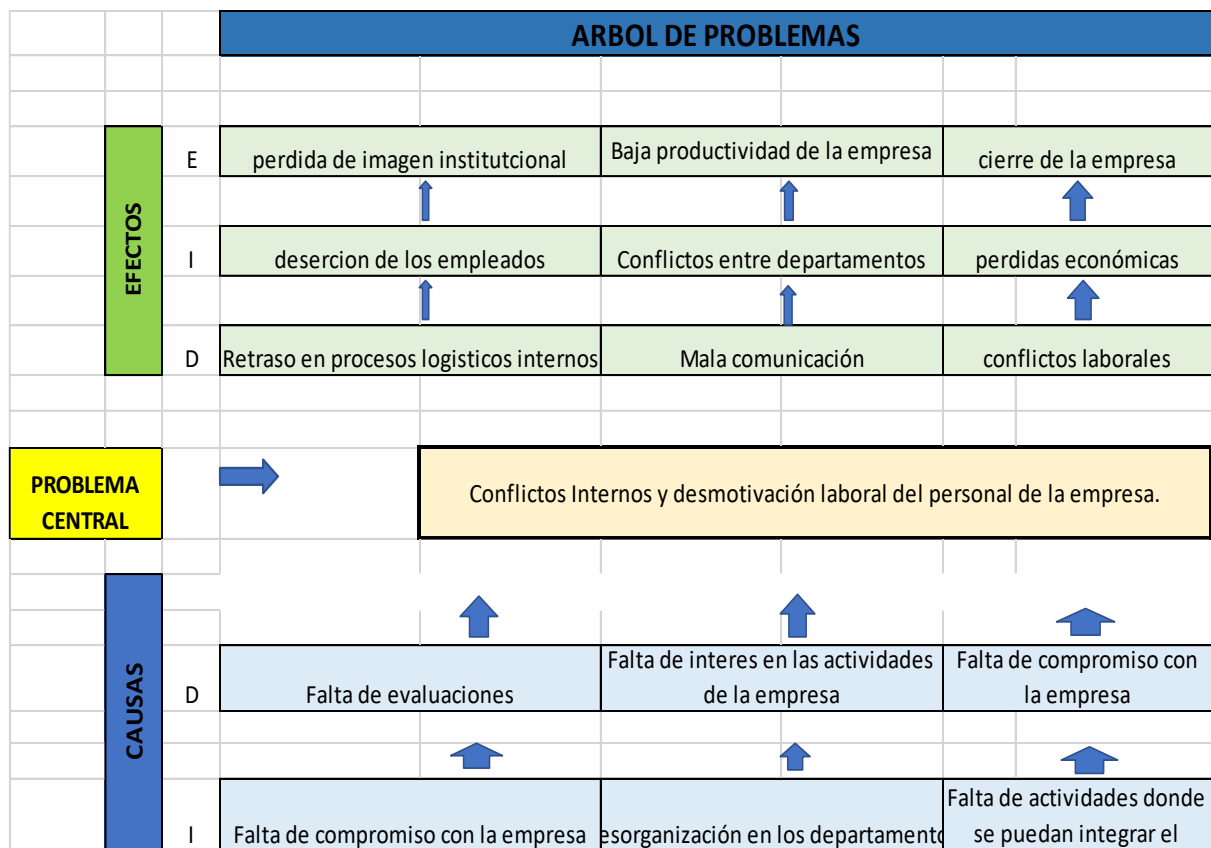 ARBOL DE PROBLEMAS
EFECTOS
E
perdida de imagen institutcional
Baja productividad de la empresa
cierre de la empresa
I
desercion de los empleados
Conflictos entre departamentos
perdidas económicas
D
Retraso en procesos logisticos internos
Mala comunicación
conflictos laborales
PROBLEMA
CENTRAL
Conflictos Internos y desmotivación laboral del personal de la empresa.
CAUSAS
D
Falta de evaluaciones
Falta de interes en las actividades
de la empresa
Falta de compromiso con
la empresa
I
Falta de compromiso con la empresa
esorganización en los departamento
Falta de actividades donde
se puedan integrar el